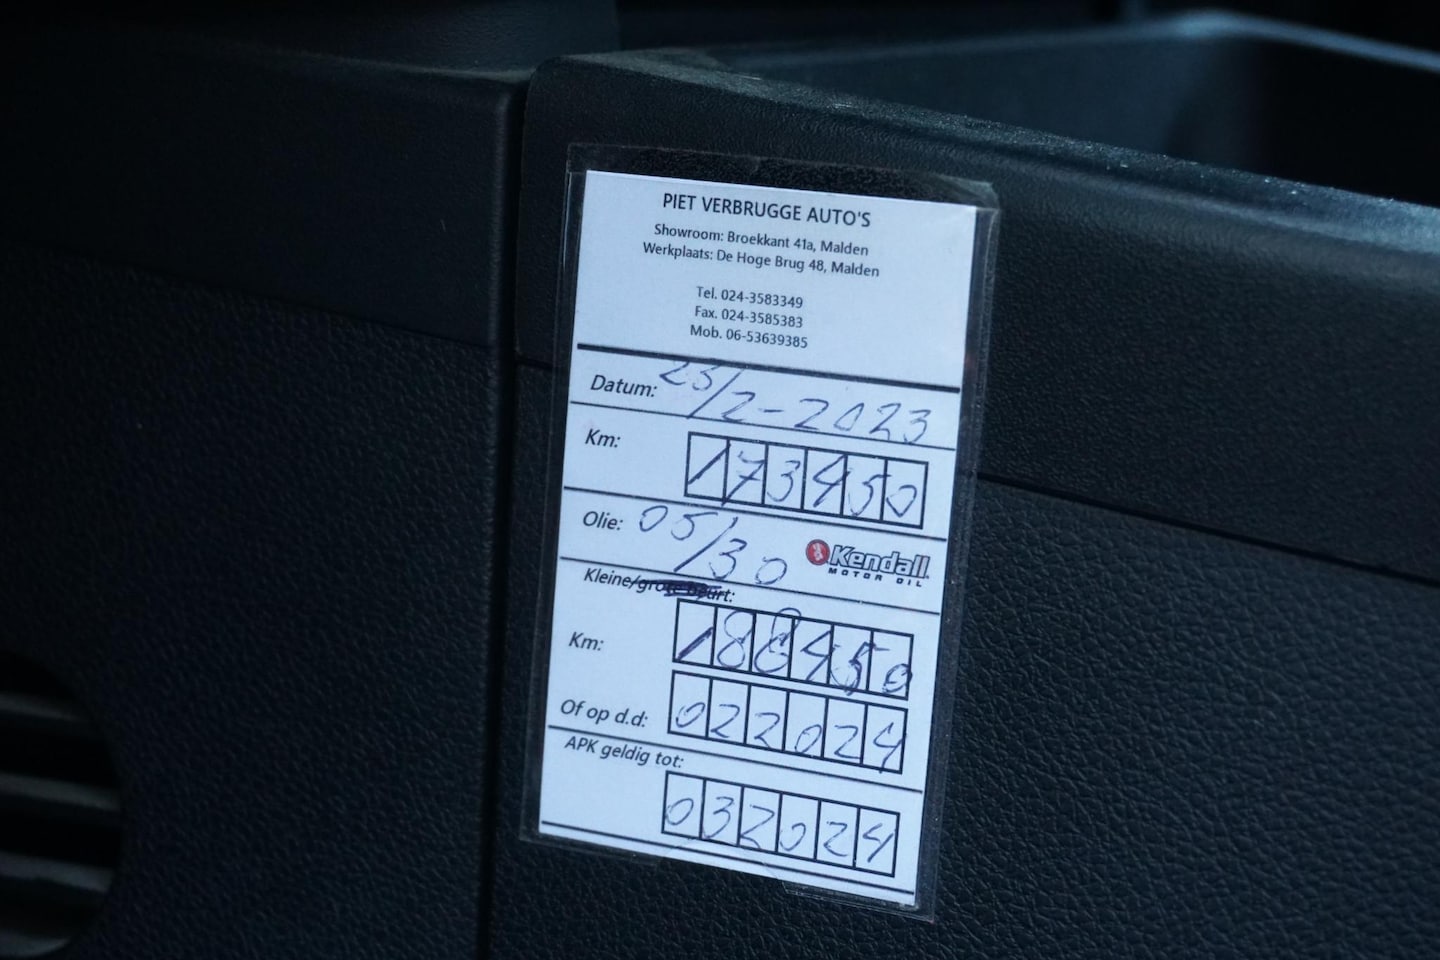 PIET VERBRUGGE AUTO'S
Showroom: Broekkant 41a, Malden
Werkplaats: De Hoge Brug 48, Malden
Tel. 024-3583349
Fax. 024-3585383
Mob. 06-53639385
Datum: 23/2-2023
Km: 173450
Olie: 05/30 Kendall
MOTOR OIL
Kleine/grote beurt:
Km: 188450
Of op d.d: 022024
APK geldig tot:
032024